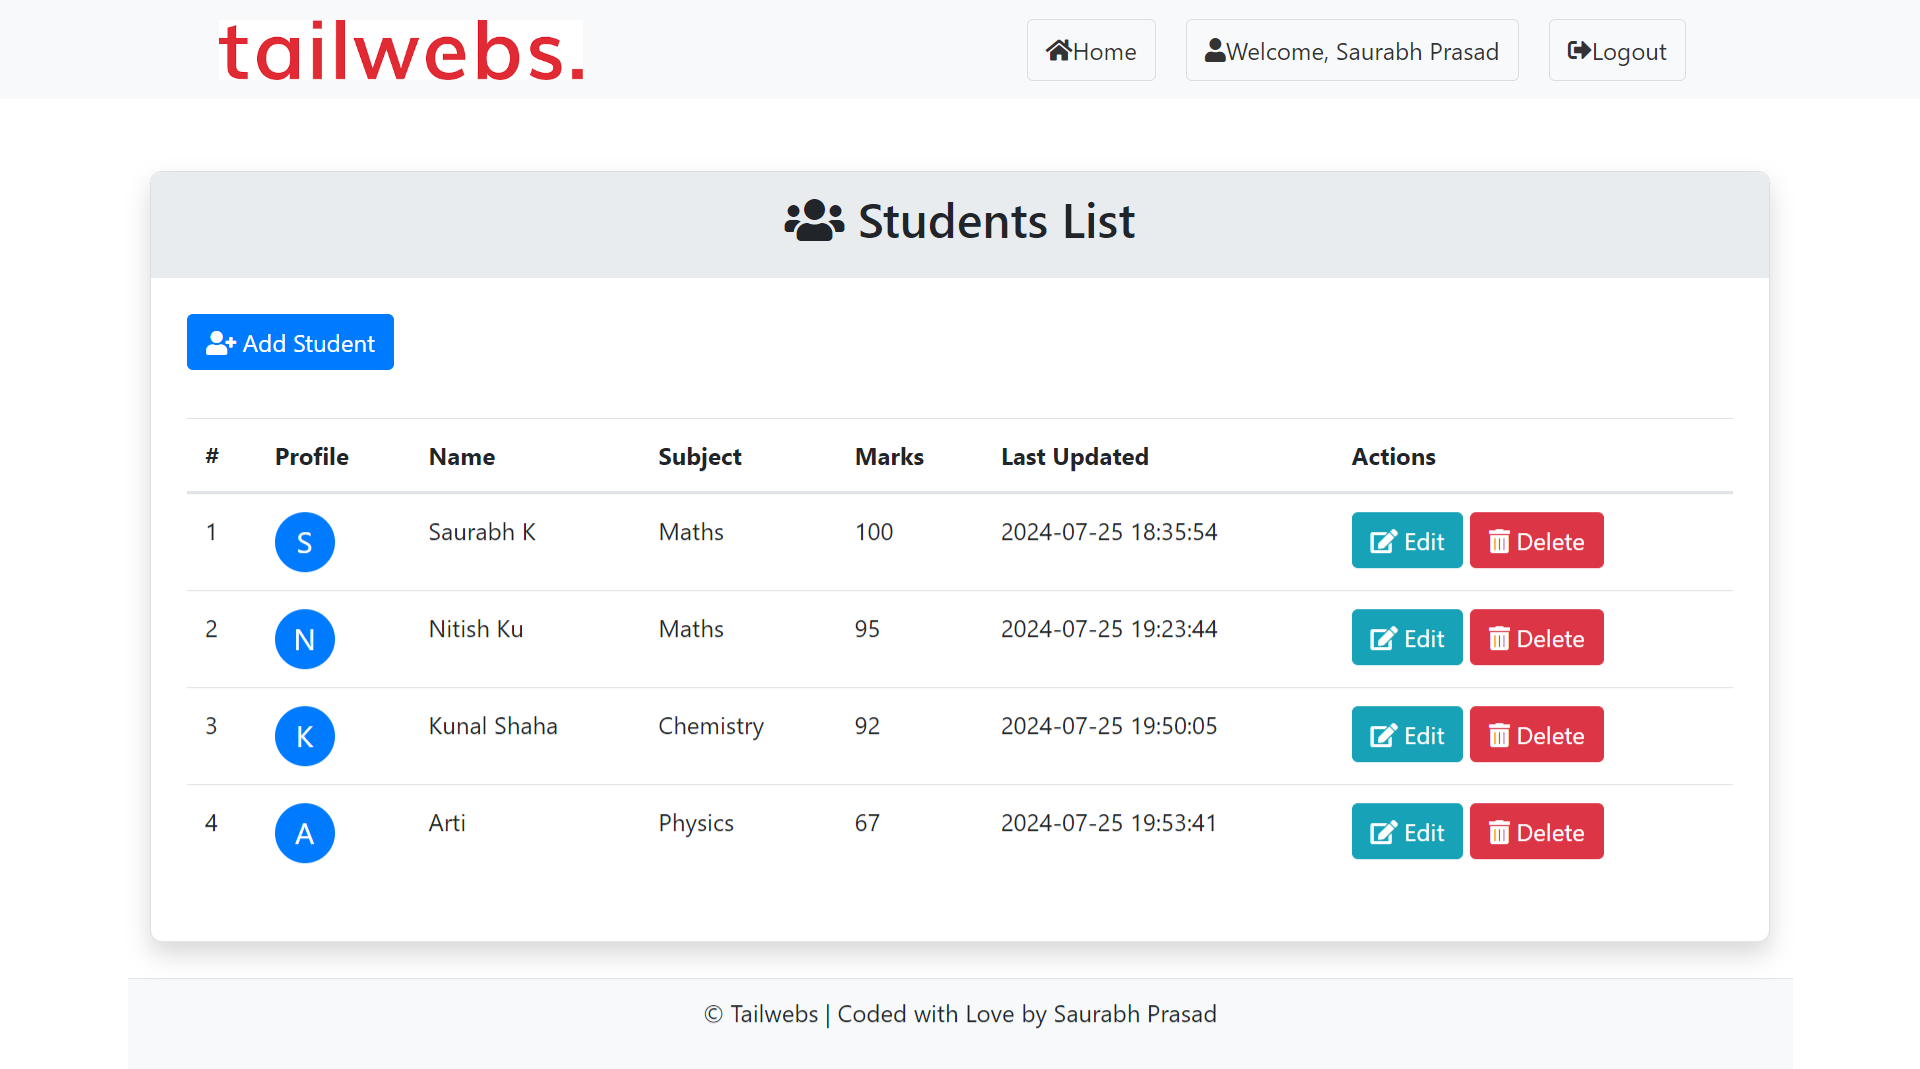 tailwebs.
Home Welcome, Saurabh Prasad Logout
Students List
Add Student
# Profile Name Subject Marks Last Updated Actions
1 S Saurabh K Maths 100 2024-07-25 18:35:54 Edit Delete
2 N Nitish Ku Maths 95 2024-07-25 19:23:44 Edit Delete
3 K Kunal Shaha Chemistry 92 2024-07-25 19:50:05 Edit Delete
4 A Arti Physics 67 2024-07-25 19:53:41 Edit Delete
© Tailwebs | Coded with Love by Saurabh Prasad